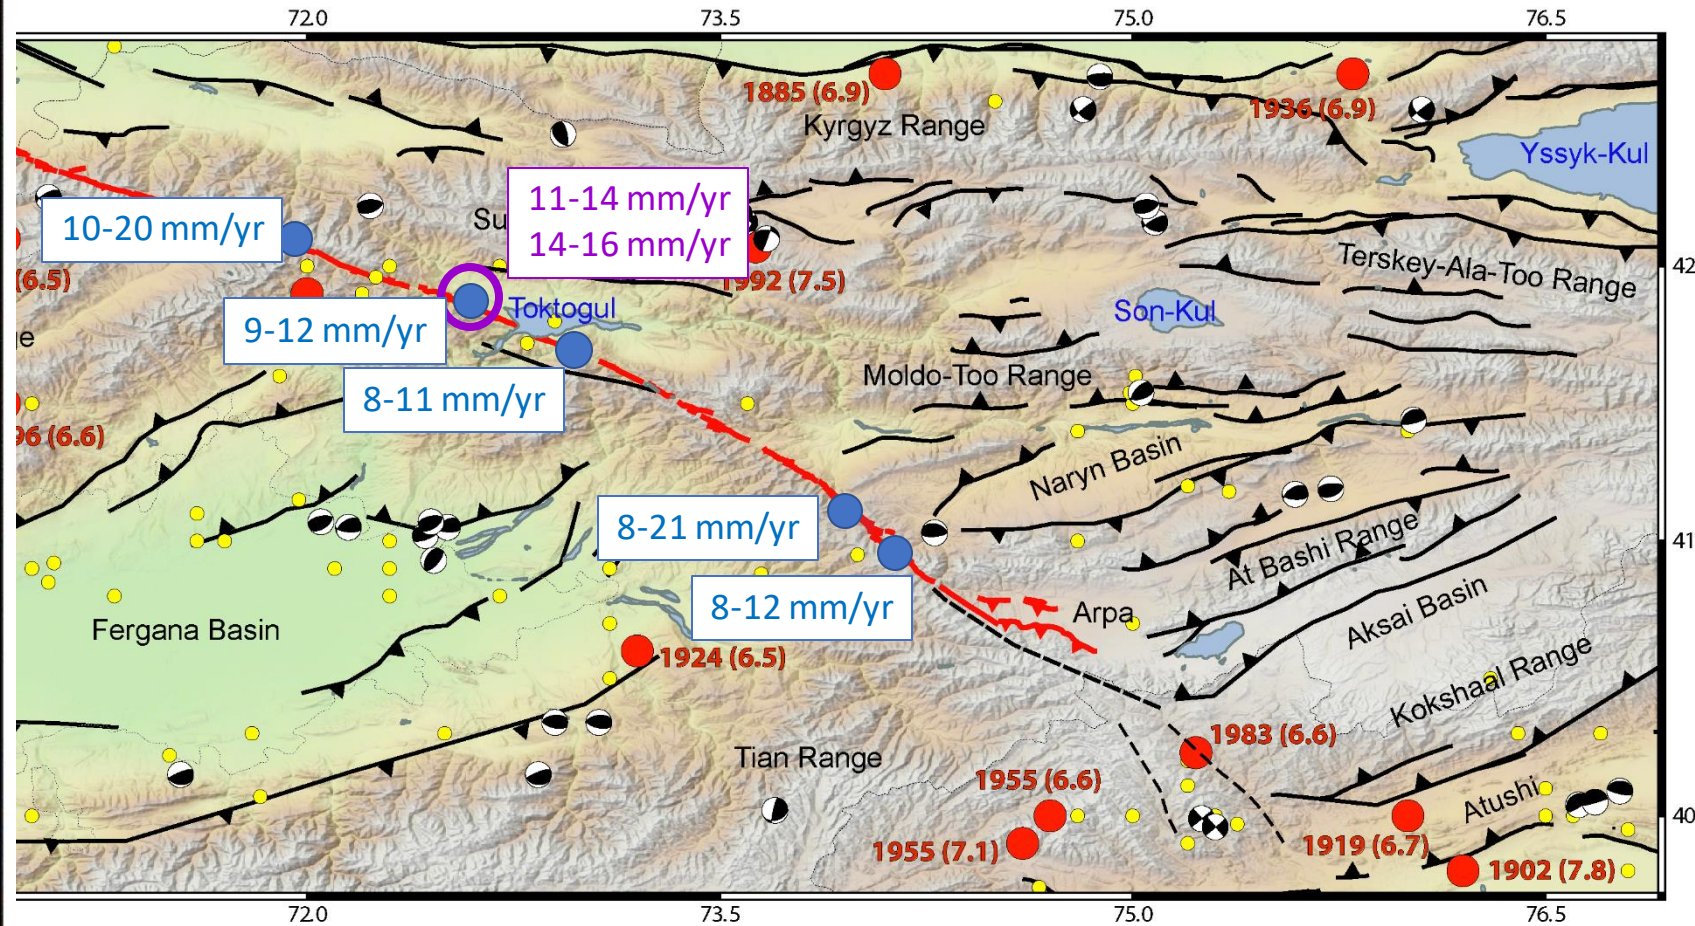 72.0
73.5
75.0
76.5
1885 (6.9)
1936 (6.9)
Kyrgyz Range
Yssyk-Kul
11-14 mm/yr
14-16 mm/yr
10-20 mm/yr
Su
Terskey-Ala-Too Range
42
(6.5)
1992 (7.5)
Toktogul
Son-Kul
9-12 mm/yr
e
Moldo-Too Range
8-11 mm/yr
96 (6.6)
Naryn Basin
8-21 mm/yr
41
At Bashi Range
8-12 mm/yr
Arpa
Aksai Basin
Fergana Basin
1924 (6.5)
Kokshaal Range
1983 (6.6)
Tian Range
1955 (6.6)
Atushi
40
1955 (7.1)
1919 (6.7)
1902 (7.8)
72.0
73.5
75.0
76.5